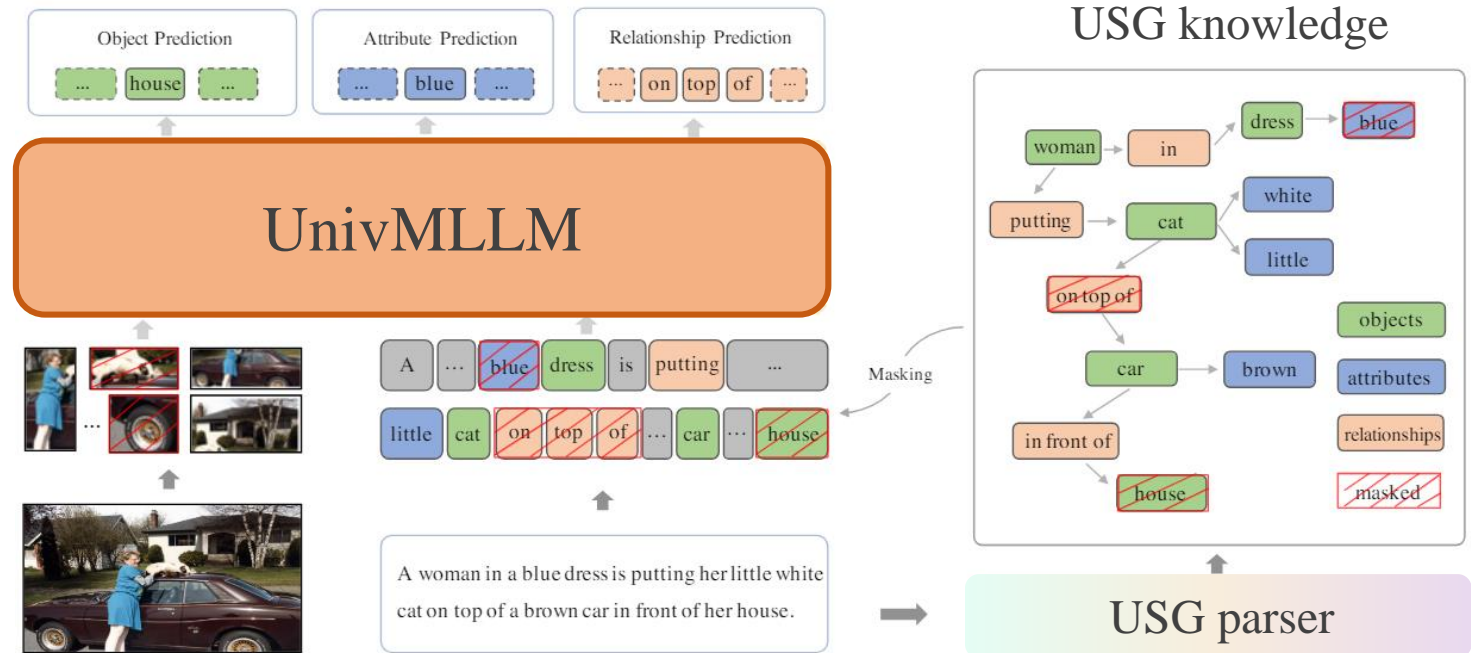 USG knowledge
Object Prediction
... house ...
Attribute Prediction
... blue ...
Relationship Prediction
... on top of ...
UnivMLLM
woman
in
dress
blue
putting
cat
white
little
on top of
car
brown
in front of
house
objects
attributes
relationships
masked
Masking
...
A ... blue dress is putting ...
little cat on top of ... car ... house
A woman in a blue dress is putting her little white
cat on top of a brown car in front of her house.
USG parser